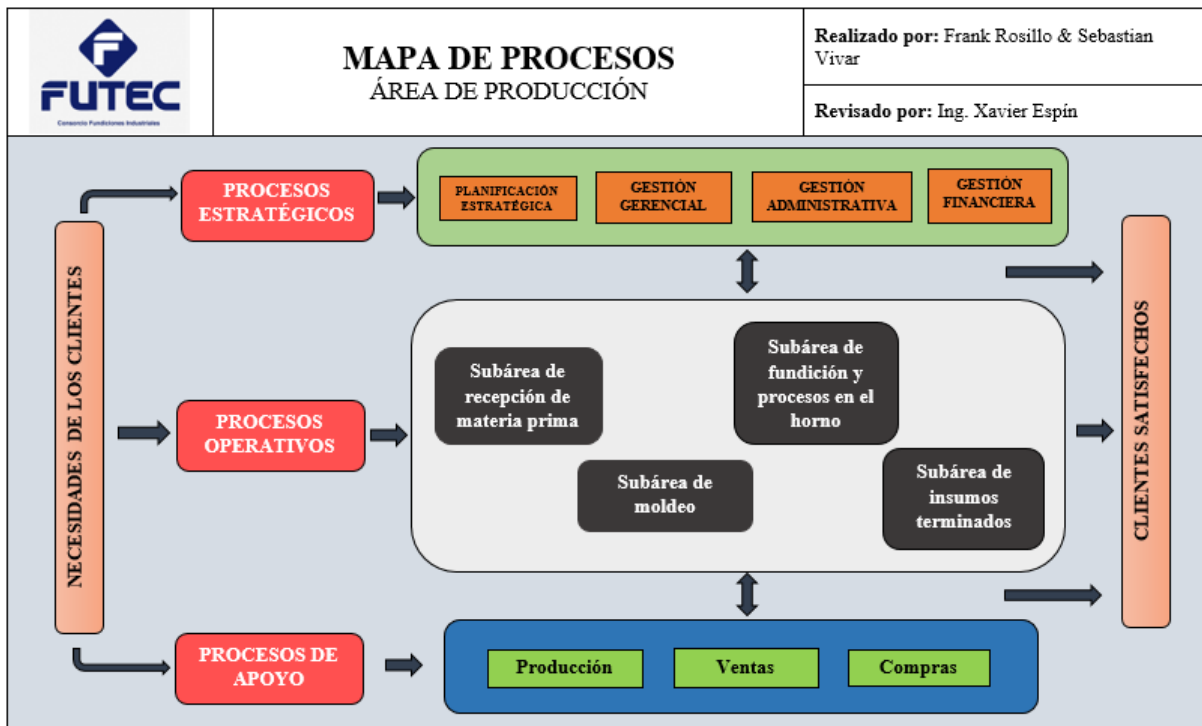 FUTEC
Consorcio Fundiciones Industriales
MAPA DE PROCESOS
ÁREA DE PRODUCCIÓN
Realizado por: Frank Rosillo & Sebastian
Vivar
Revisado por: Ing. Xavier Espín
NECESIDADES DE LOS CLIENTES
PROCESOS
ESTRATÉGICOS
PLANIFICACIÓN
ESTRATÉGICA
GESTIÓN
GERENCIAL
GESTIÓN
ADMINISTRATIVA
GESTIÓN
FINANCIERA
PROCESOS
OPERATIVOS
Subárea de
recepción de
materia prima
Subárea de
moldeo
Subárea de
fundición y
procesos en el
horno
Subárea de
insumos
terminados
PROCESOS DE
APOYO
Producción
Ventas
Compras
CLIENTES SATISFECHOS